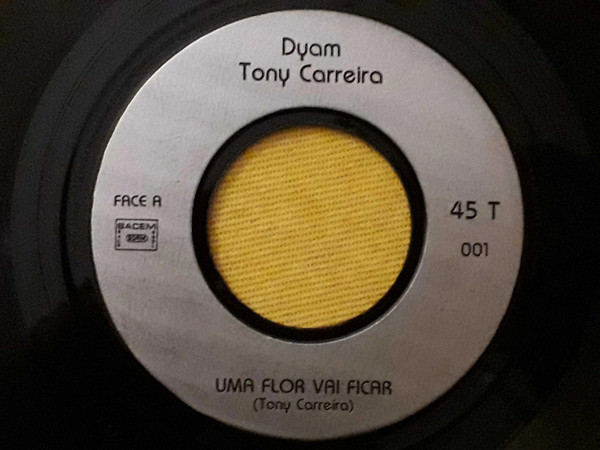 Dyam
Tony Carreira
FACE A
45 T
SACEM
001
UMA FLOR VAI FICAR
(Tony Carreira)